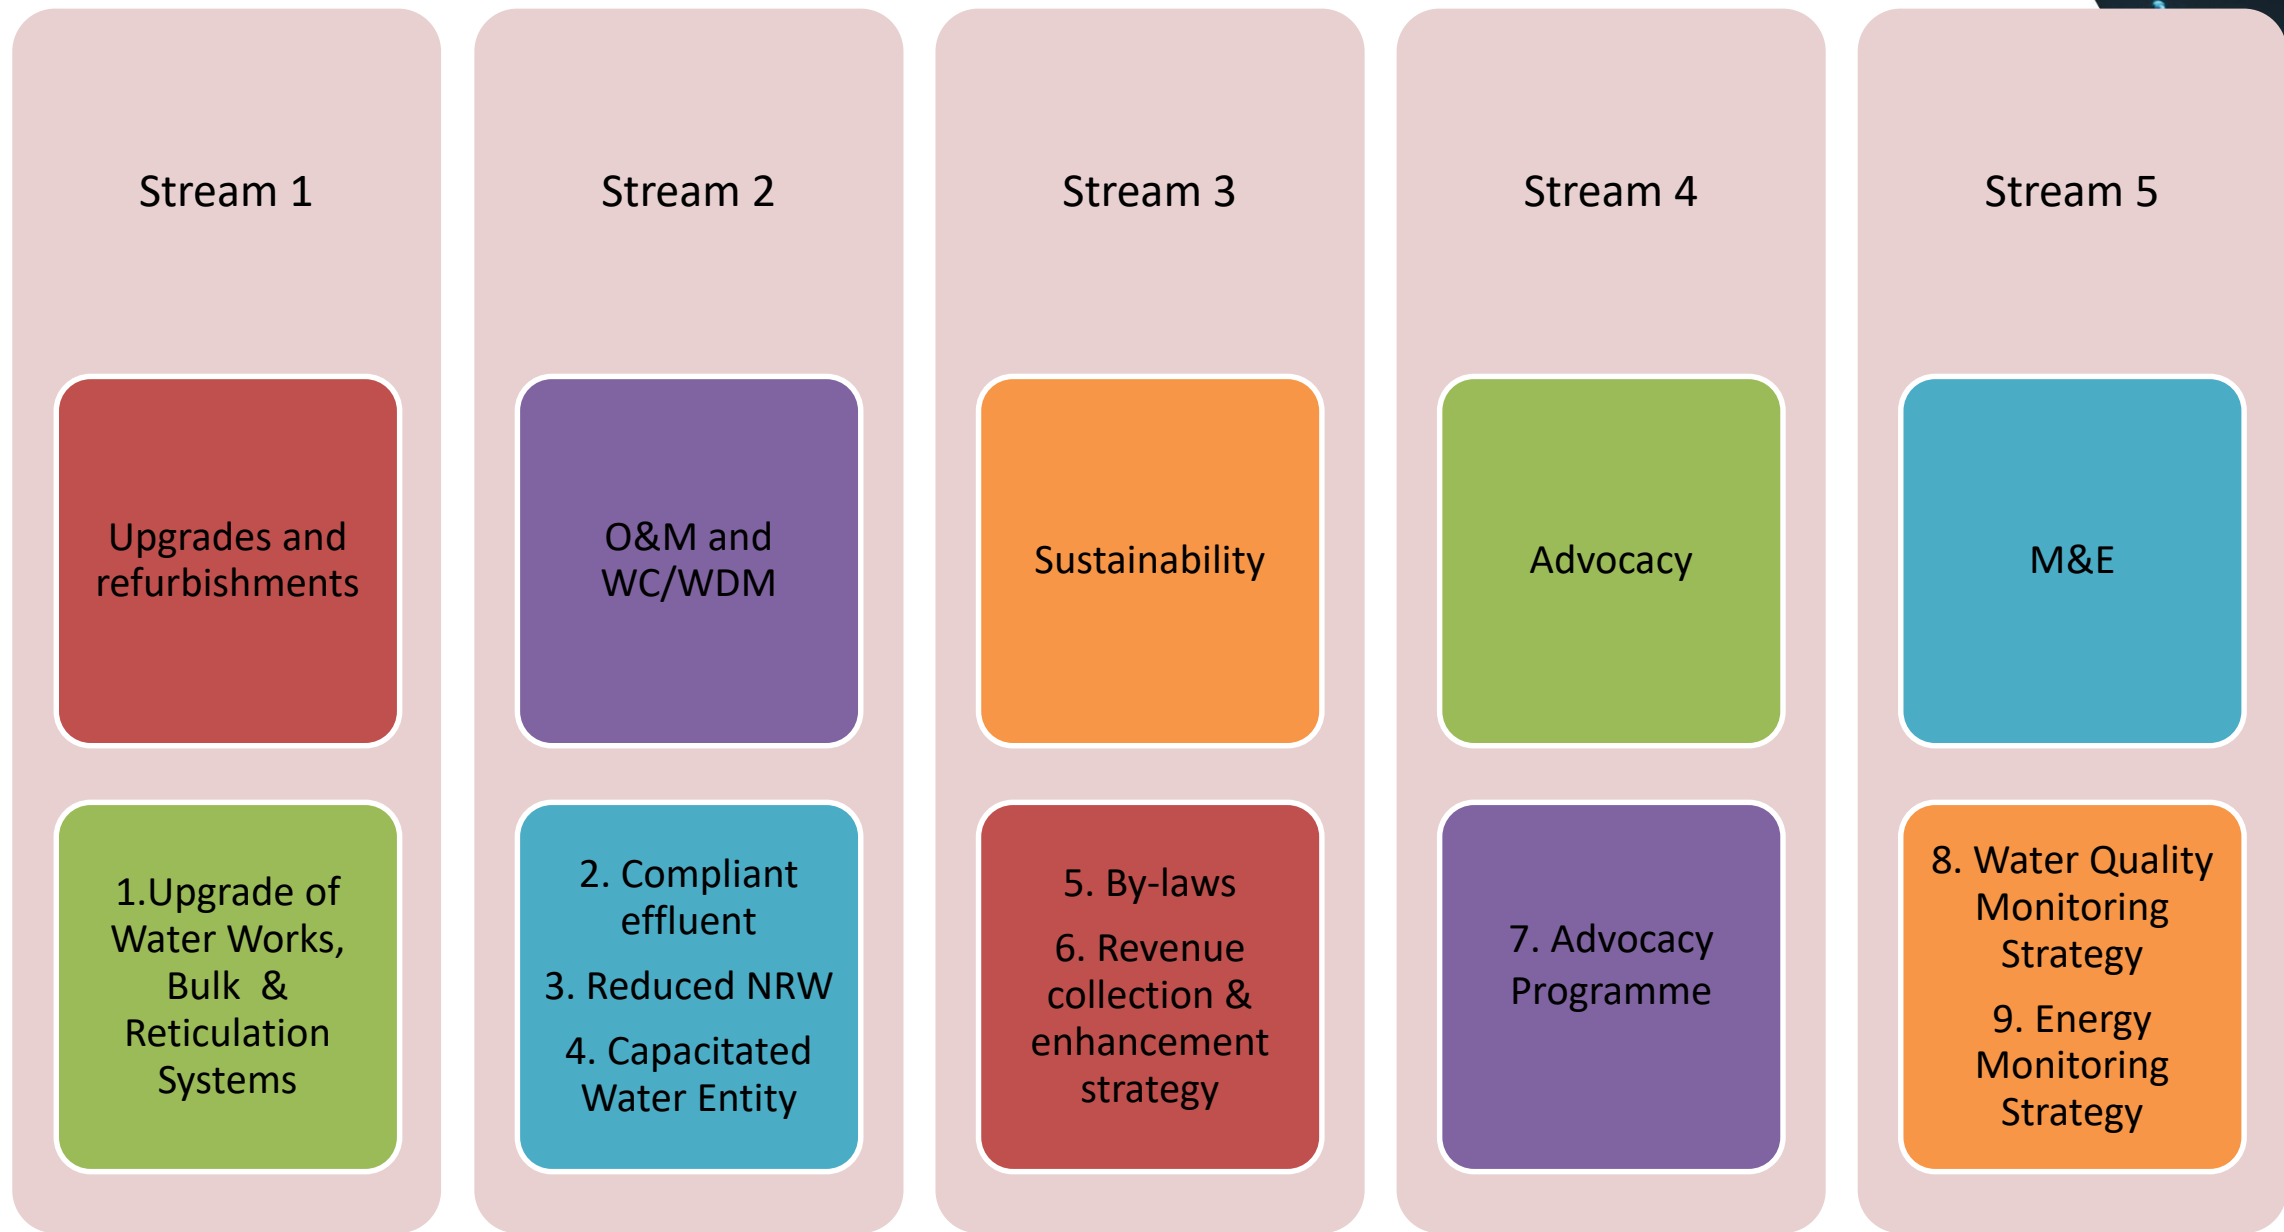 Stream 1
Upgrades and
refurbishments
1.Upgrade of
Water Works,
Bulk  &
Reticulation
Systems
Stream 2
O&M and
WC/WDM
2. Compliant
effluent
3. Reduced NRW
4. Capacitated
Water Entity
Stream 3
Sustainability
5. By-laws
6. Revenue
collection &
enhancement
strategy
Stream 4
Advocacy
7. Advocacy
Programme
Stream 5
M&E
8. Water Quality
Monitoring
Strategy
9. Energy
Monitoring
Strategy